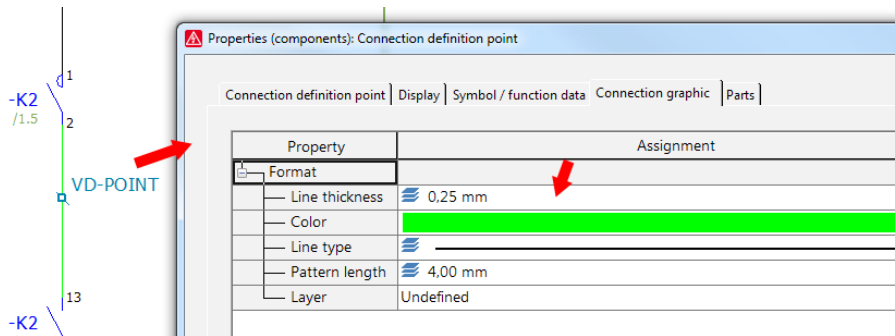 Properties (components): Connection definition point
1
-K2
/1.5
2
VD-POINT
13
-K2
Connection definition point
Display
Symbol / function data
Connection graphic
Parts
Property
Assignment
Format
Line thickness
0,25 mm
Color
Line type
Pattern length
4,00 mm
Layer
Undefined